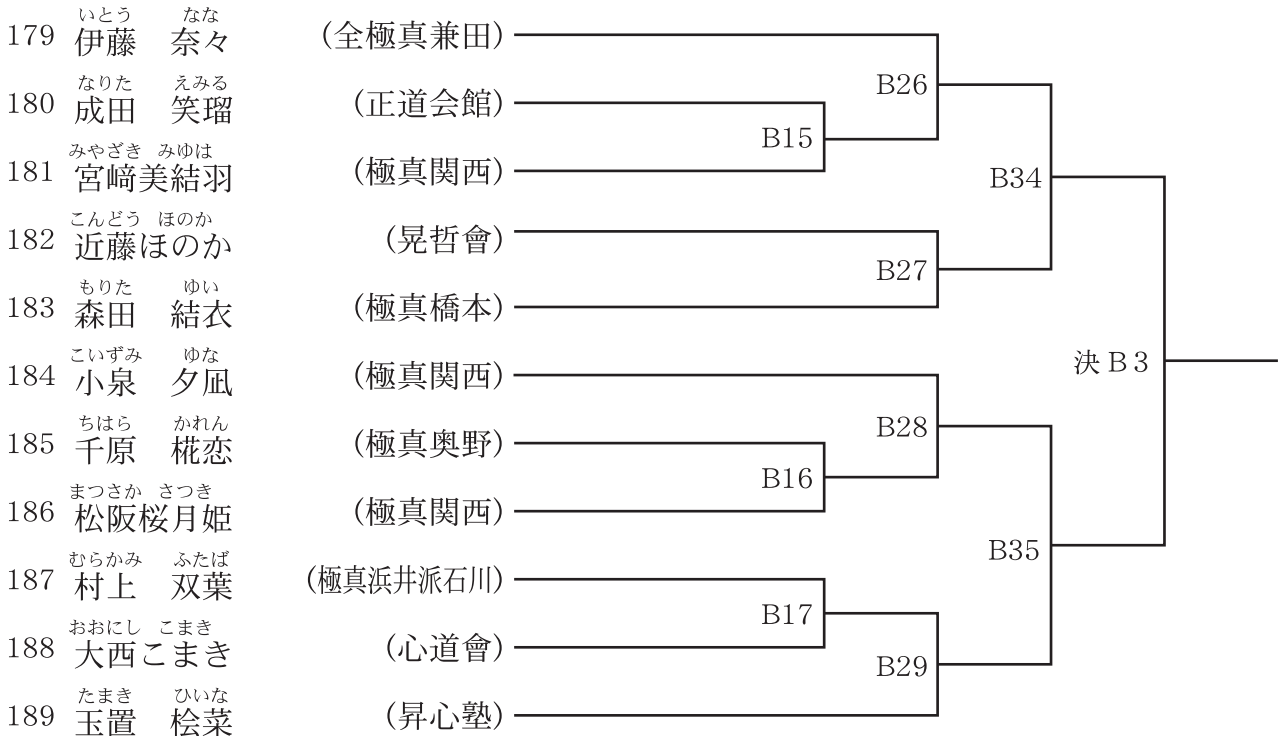 いとう なな
179 伊藤 奈々 (全極真兼田)
なりた えみる
180 成田 笑瑠 (正道会館)
みやざき みゆは
181 宮﨑美結羽 (極真関西)
こんどう ほのか
182 近藤ほのか (晃哲會)
もりた ゆい
183 森田 結衣 (極真橋本)
こいずみ ゆな
184 小泉 夕凪 (極真関西)
ちはら かれん
185 千原 椛恋 (極真奥野)
まつさか さつき
186 松阪桜月姫 (極真関西)
むらかみ ふたば
187 村上 双葉 (極真浜井派石川)
おおにし こまき
188 大西こまき (心道會)
たまき ひいな
189 玉置 桧菜 (昇心塾)
B26
B15
B34
B27
決B3
B28
B16
B35
B17
B29